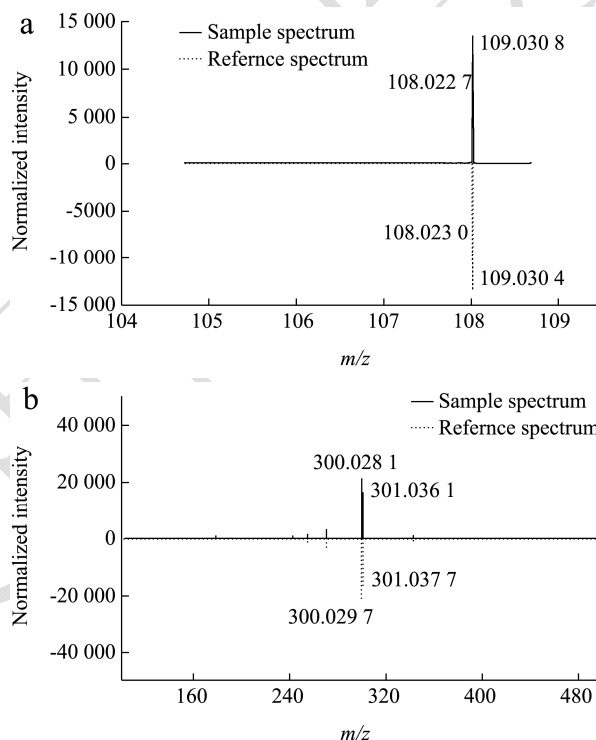 a
15 000
10 000
5 000
0
-5000
-10 000
-15 000
Normalized intensity
Sample spectrum
Refernce spectrum
109.030 8
108.022 7
108.023 0
109.030 4
104 105 106 107 108 109
m/z
b
40 000
20 000
0
-20 000
-40 000
Normalized intensity
Sample spectrum
Refernce spectrum
300.028 1
301.036 1
301.037 7
300.029 7
160 240 320 400 480
m/z